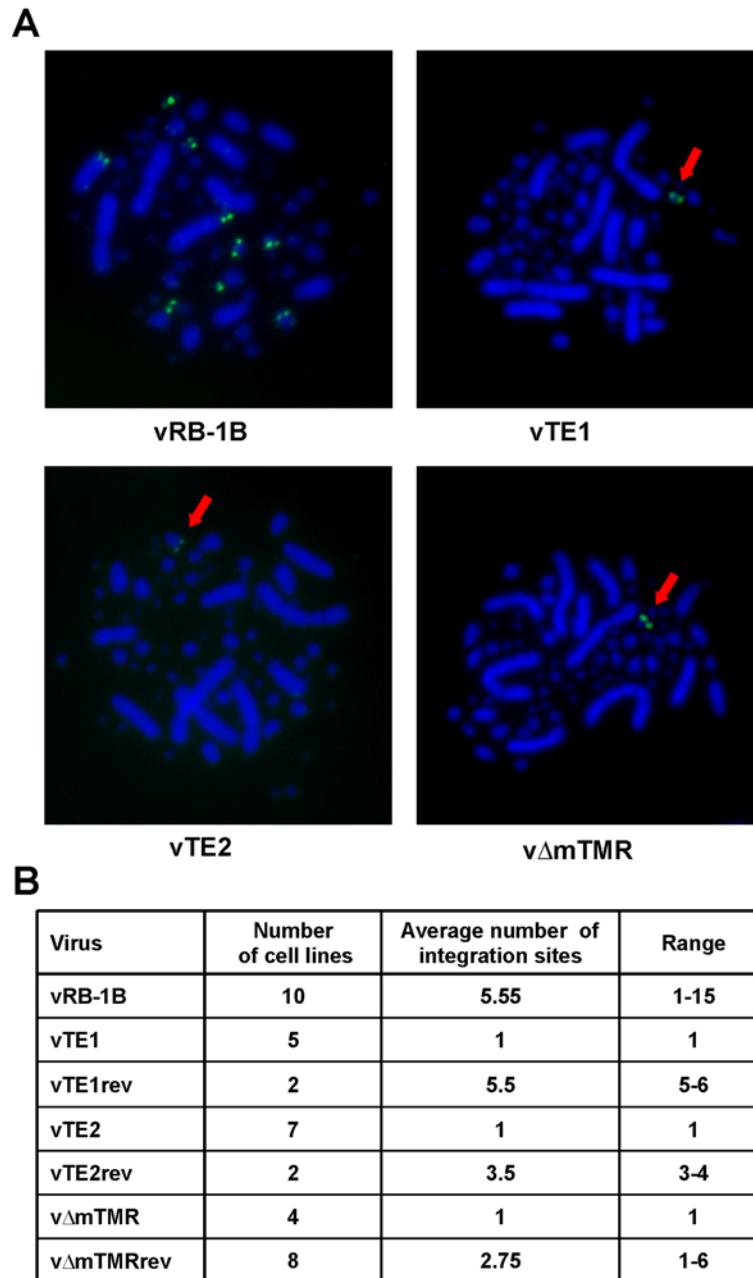 A
vRB-1B
vTE1
vTE2
vΔmTMR
B
Virus
Number of cell lines
Average number of integration sites
Range
vRB-1B 10 5.55 1-15
vTE1 5 1 1
vTE1rev 2 5.5 5-6
vTE2 7 1 1
vTE2rev 2 3.5 3-4
vΔmTMR 4 1 1
vΔmTMRrev 8 2.75 1-6